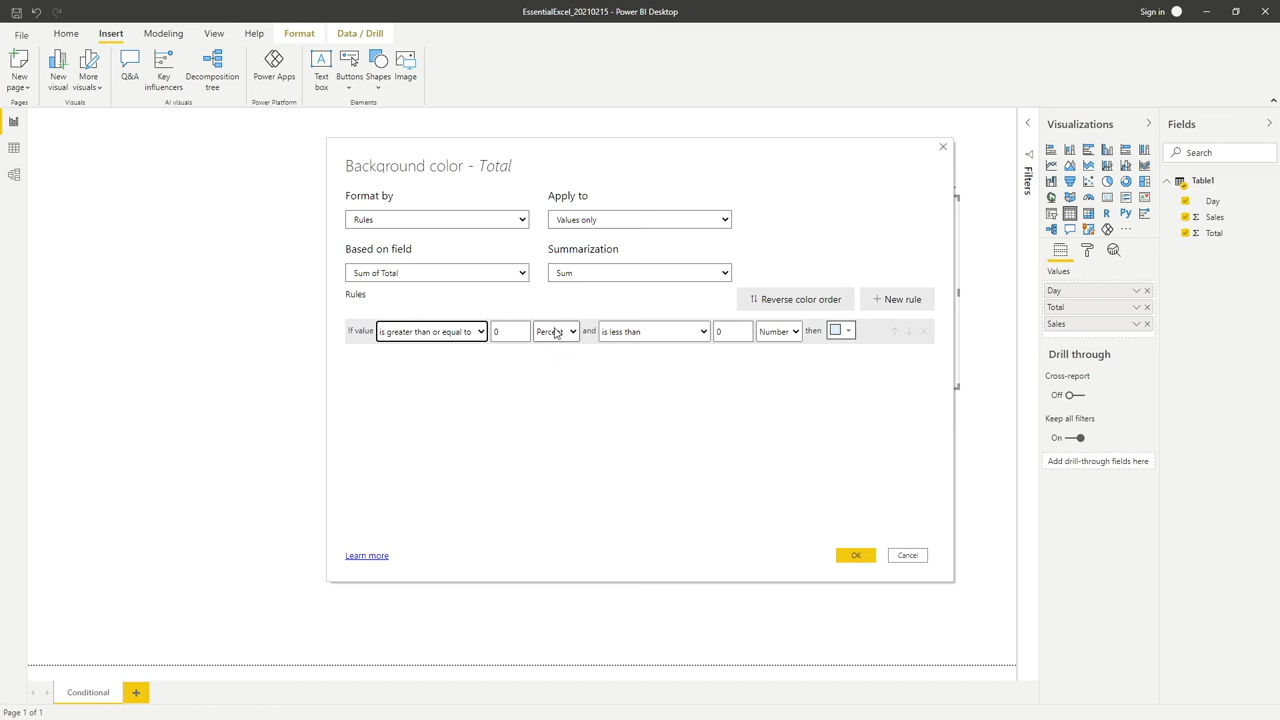 EssentialExcel_20210215 - Power BI Desktop
Sign in
File
Home
Insert
Modeling
View
Help
Format
Data / Drill
New page
New visual
More visuals
Q&A
Key influencers
Decomposition tree
Power Apps
Text box
Buttons
Shapes
Image
Pages
Visuals
AI visuals
Power Platform
Elements
Background color - Total
Format by
Apply to
Rules
Values only
Based on field
Summarization
Sum of Total
Sum
Rules
Reverse color order
+ New rule
If value
is greater than or equal to
0
Percent
and
is less than
0
Number
then
Learn more
OK
Cancel
Filters
Visualizations
R
Py
Values
Day
Total
Sales
Drill through
Cross-report
Off
Keep all filters
On
Add drill-through fields here
Fields
Search
Table1
Day
Σ Sales
Σ Total
Conditional
+
Page 1 of 1